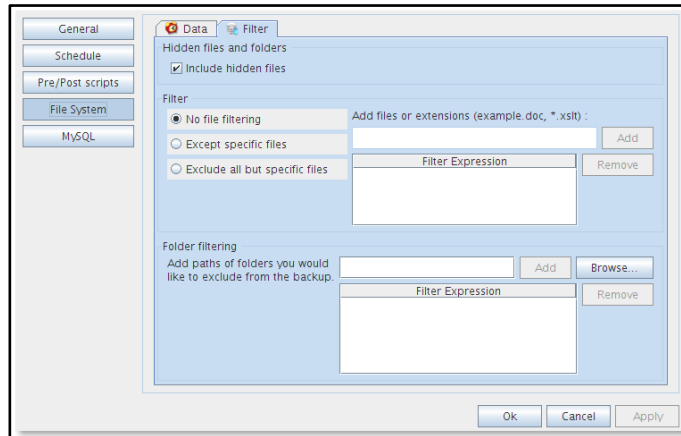 General
Schedule
Pre/Post scripts
File System
MySQL
Data
Filter
Hidden files and folders
Include hidden files
Filter
No file filtering
Except specific files
Exclude all but specific files
Add files or extensions (example.doc, *.xslt) :
Add
Filter Expression
Remove
Folder filtering
Add paths of folders you would
like to exclude from the backup.
Add
Browse...
Filter Expression
Remove
Ok
Cancel
Apply